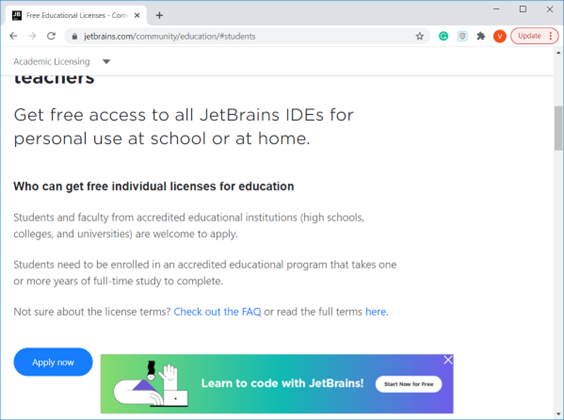 JB
Free Educational Licenses - Com
jetbrains.com/community/education/#students
V
Update
Academic Licensing
teachers
Get free access to all JetBrains IDEs for
personal use at school or at home.
Who can get free individual licenses for education
Students and faculty from accredited educational institutions (high schools,
colleges, and universities) are welcome to apply.
Students need to be enrolled in an accredited educational program that takes one
or more years of full-time study to complete.
Not sure about the license terms? Check out the FAQ or read the full terms here.
Apply now
Learn to code with JetBrains!
Start Now for Free